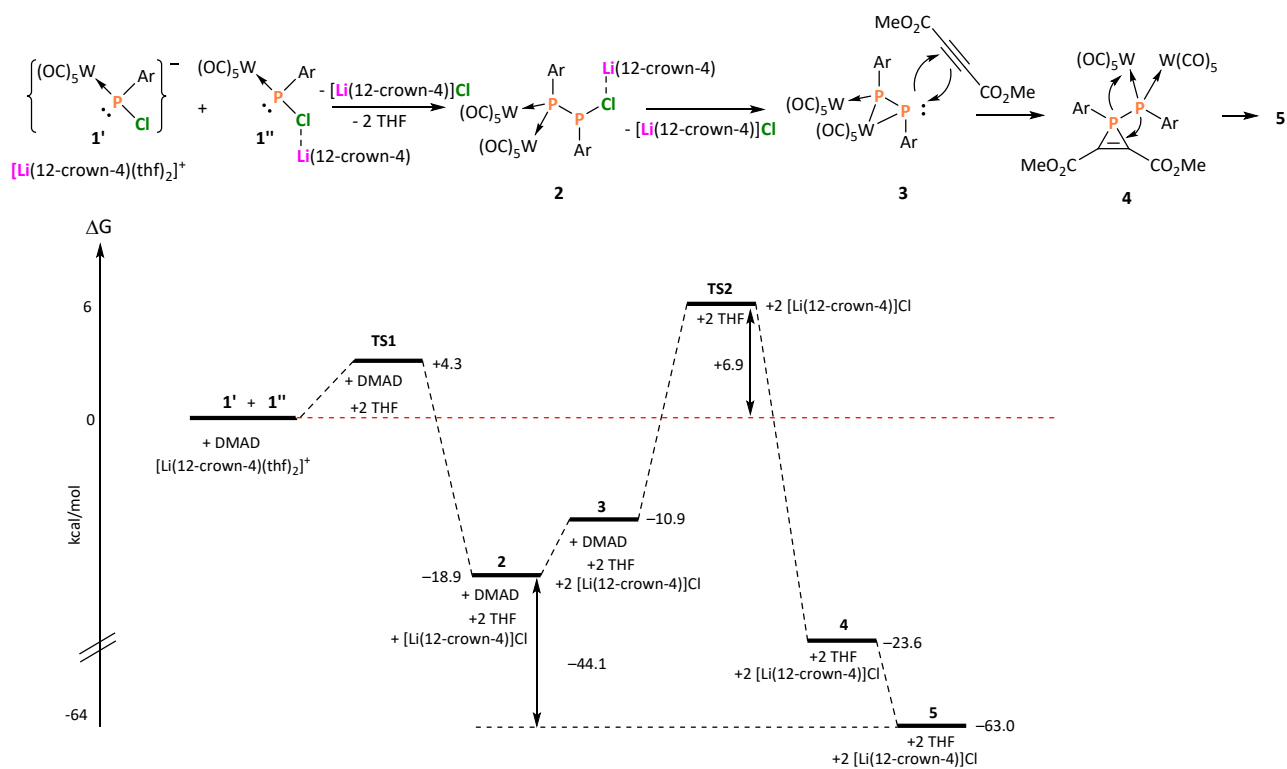 (OC)5W
Ar
P
Cl
1'
[Li(12-crown-4)(thf)2]+
–
+
(OC)5W
Ar
P
Cl
1''
Li(12-crown-4)
- [Li(12-crown-4)]Cl
- 2 THF
Ar
Li(12-crown-4)
(OC)5W
P
Cl
P
(OC)5W
Ar
2
- [Li(12-crown-4)]Cl
Ar
(OC)5W
P
P
(OC)5W
Ar
3
MeO2C
CO2Me
(OC)5W
W(CO)5
Ar
P
P
Ar
MeO2C
CO2Me
4
5
ΔG
kcal/mol
6
0
-64
1' + 1''
+ DMAD
[Li(12-crown-4)(thf)2]+
TS1
+4.3
+ DMAD
+2 THF
2
–18.9
+ DMAD
+2 THF
+ [Li(12-crown-4)]Cl
–44.1
3
–10.9
+ DMAD
+2 THF
+2 [Li(12-crown-4)]Cl
TS2
+2 THF
+2 [Li(12-crown-4)]Cl
+6.9
4
–23.6
+2 THF
+2 [Li(12-crown-4)]Cl
5
–63.0
+2 THF
+2 [Li(12-crown-4)]Cl